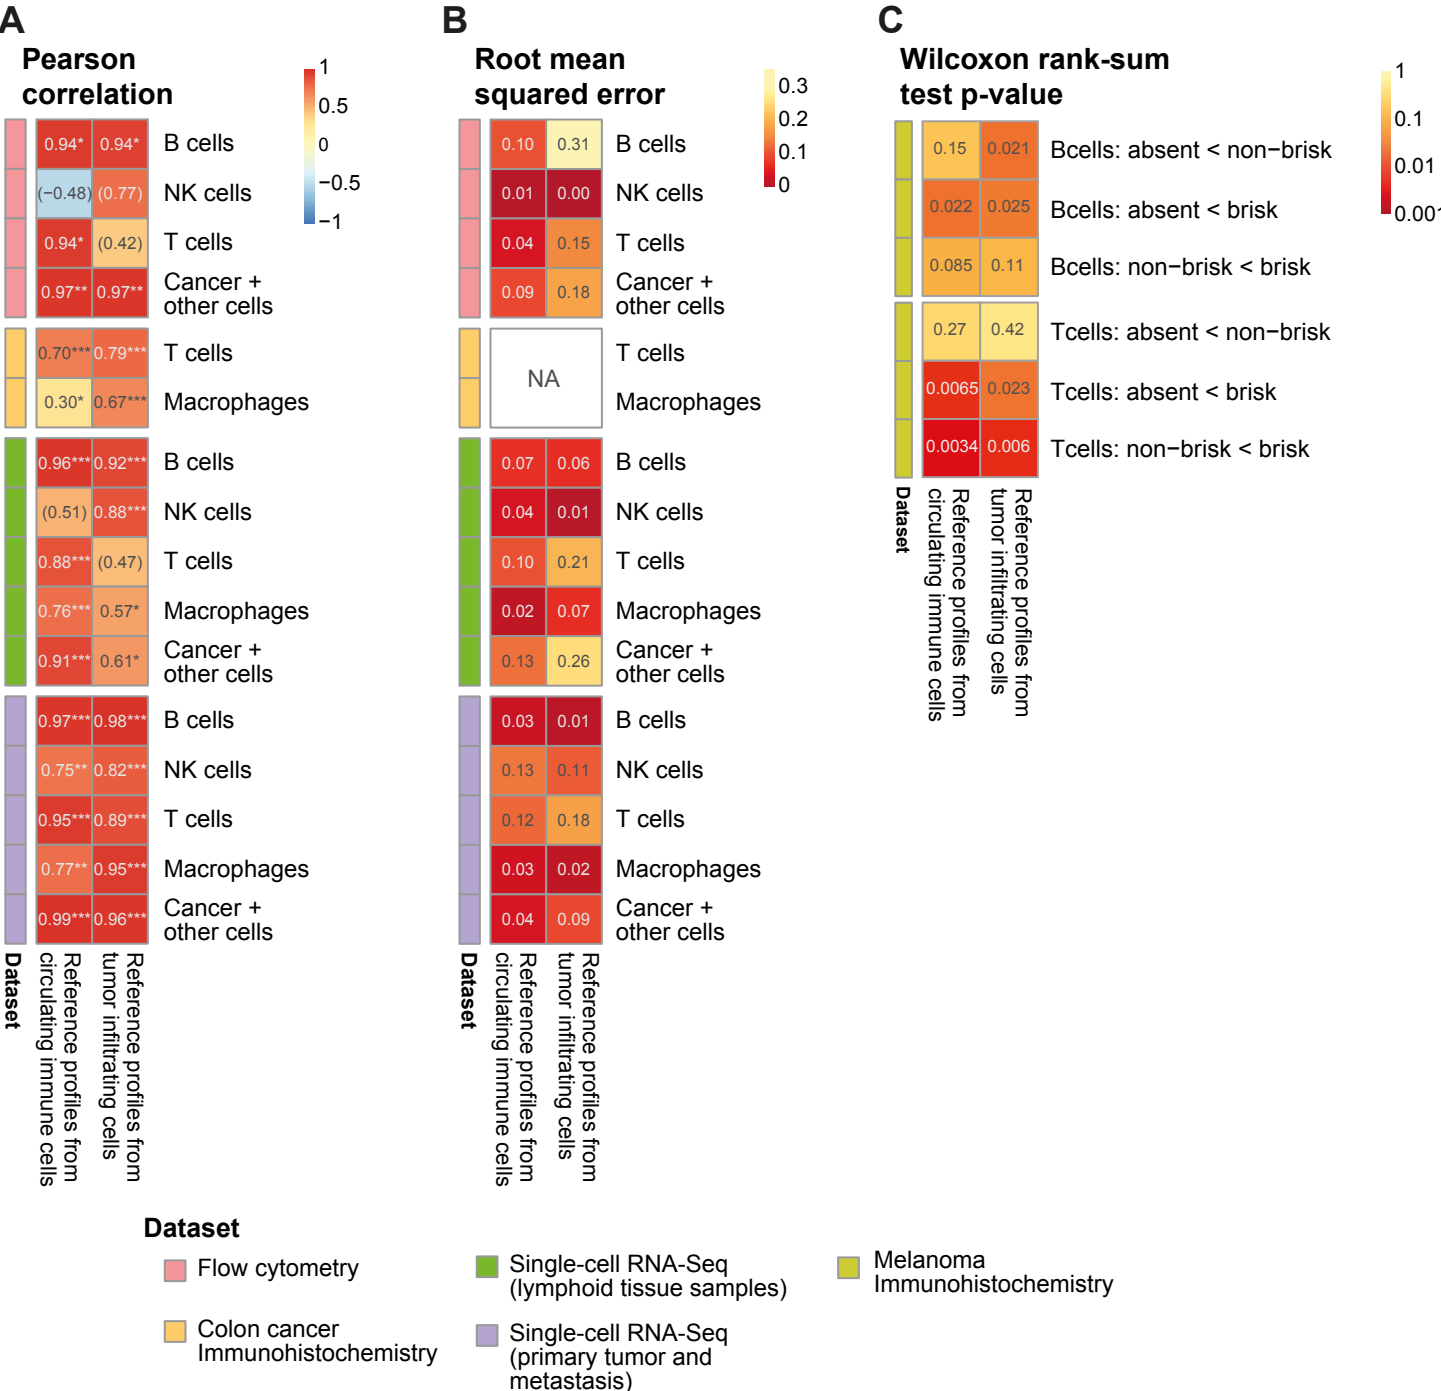 A
Pearson
correlation
1
0.5
0
−0.5
−1
0.94* 0.94* B cells
(−0.48) (0.77) NK cells
0.94* (0.42) T cells
0.97** 0.97** Cancer +
other cells
0.70*** 0.79*** T cells
0.30* 0.67*** Macrophages
0.96*** 0.92*** B cells
(0.51) 0.88*** NK cells
0.88*** (0.47) T cells
0.76*** 0.57* Macrophages
0.91*** 0.61* Cancer +
other cells
0.97*** 0.98*** B cells
0.75** 0.82*** NK cells
0.95*** 0.89*** T cells
0.77** 0.95*** Macrophages
0.99*** 0.96*** Cancer +
other cells
Dataset
Reference profiles from
circulating immune cells
Reference profiles from
tumor infiltrating cells
B
Root mean
squared error
0.3
0.2
0.1
0
0.10 0.31 B cells
0.01 0.00 NK cells
0.04 0.15 T cells
0.09 0.18 Cancer +
other cells
NA
T cells
Macrophages
0.07 0.06 B cells
0.04 0.01 NK cells
0.10 0.21 T cells
0.02 0.07 Macrophages
0.13 0.26 Cancer +
other cells
0.03 0.01 B cells
0.13 0.11 NK cells
0.12 0.18 T cells
0.03 0.02 Macrophages
0.04 0.09 Cancer +
other cells
Dataset
Reference profiles from
circulating immune cells
Reference profiles from
tumor infiltrating cells
C
Wilcoxon rank−sum
test p−value
1
0.1
0.01
0.001
0.15 0.021 Bcells: absent < non−brisk
0.022 0.025 Bcells: absent < brisk
0.085 0.11 Bcells: non−brisk < brisk
0.27 0.42 Tcells: absent < non−brisk
0.0065 0.023 Tcells: absent < brisk
0.0034 0.006 Tcells: non−brisk < brisk
Dataset
Reference profiles from
circulating immune cells
Reference profiles from
tumor infiltrating cells
Dataset
Flow cytometry
Colon cancer
Immunohistochemistry
Single-cell RNA-Seq
(lymphoid tissue samples)
Single-cell RNA-Seq
(primary tumor and
metastasis)
Melanoma
Immunohistochemistry